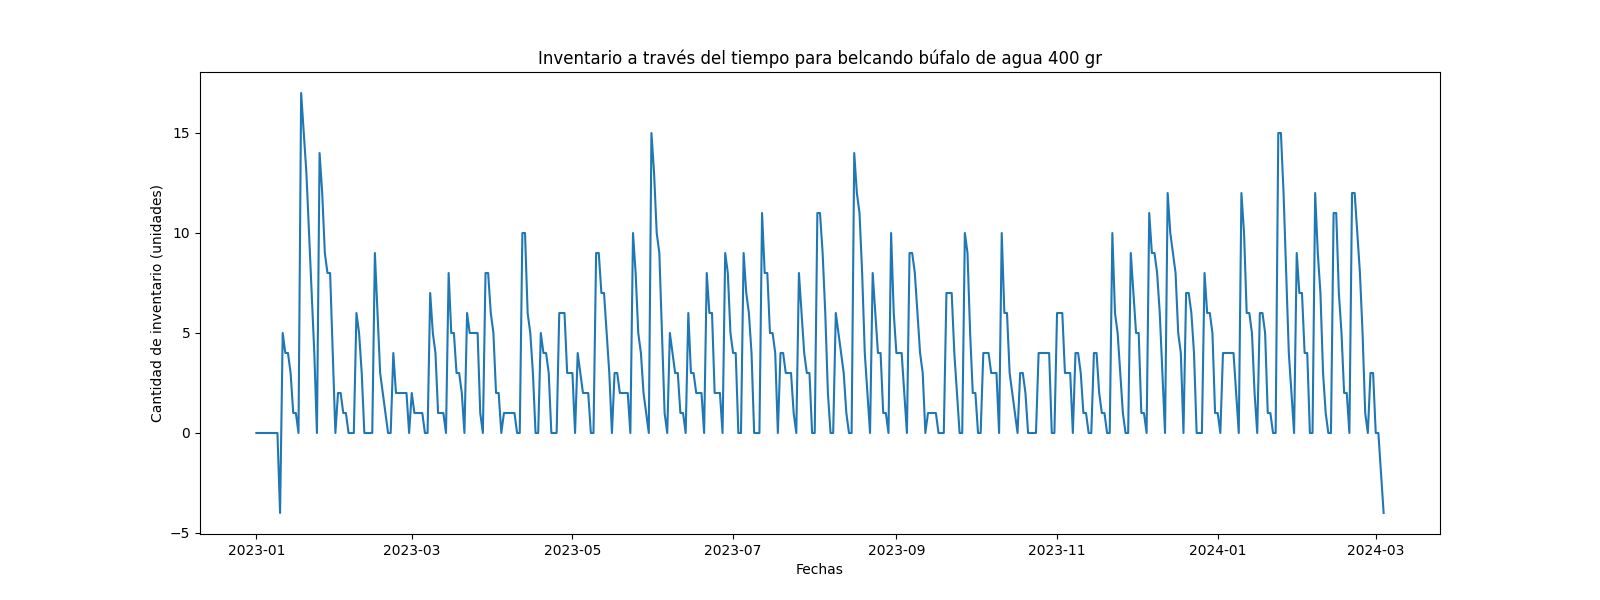 Inventario a través del tiempo para belcando búfalo de agua 400 gr
Cantidad de inventario (unidades)
15
10
5
0
−5
2023-01 2023-03 2023-05 2023-07 2023-09 2023-11 2024-01 2024-03
Fechas